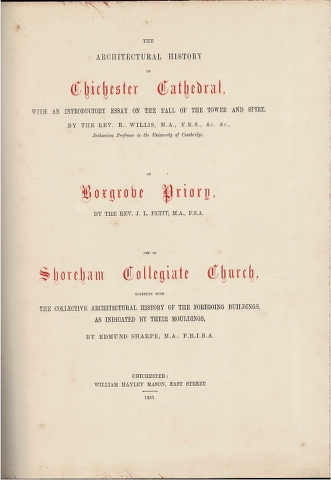 THE
ARCHITECTURAL HISTORY
OF
Chichester Cathedral,
WITH AN INTRODUCTORY ESSAY ON THE FALL OF THE TOWER AND SPIRE,
BY THE REV. R. WILLIS, M.A., F.R.S., &c. &c.,
Jacksonian Professor in the University of Cambridge.
OF
Boxgrove Priory,
BY THE REV. J. L. PETIT, M.A., F.S.A.
AND OF
Shoreham Collegiate Church,
TOGETHER WITH
THE COLLECTIVE ARCHITECTURAL HISTORY OF THE FOREGOING BUILDINGS,
AS INDICATED BY THEIR MOULDINGS,
BY EDMUND SHARPE, M.A., F.R.I.B.A.
CHICHESTER:
WILLIAM HAYLEY MASON, EAST STREET.
1861.